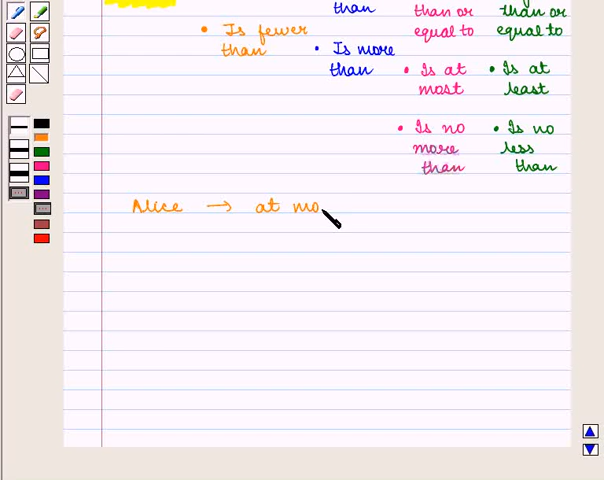 than
than or
equal to
than or
equal to
• Is fewer
than
• Is more
than
• Is at
most
• Is at
least
• Is no
more
than
• Is no
less
than
Alice → at mo